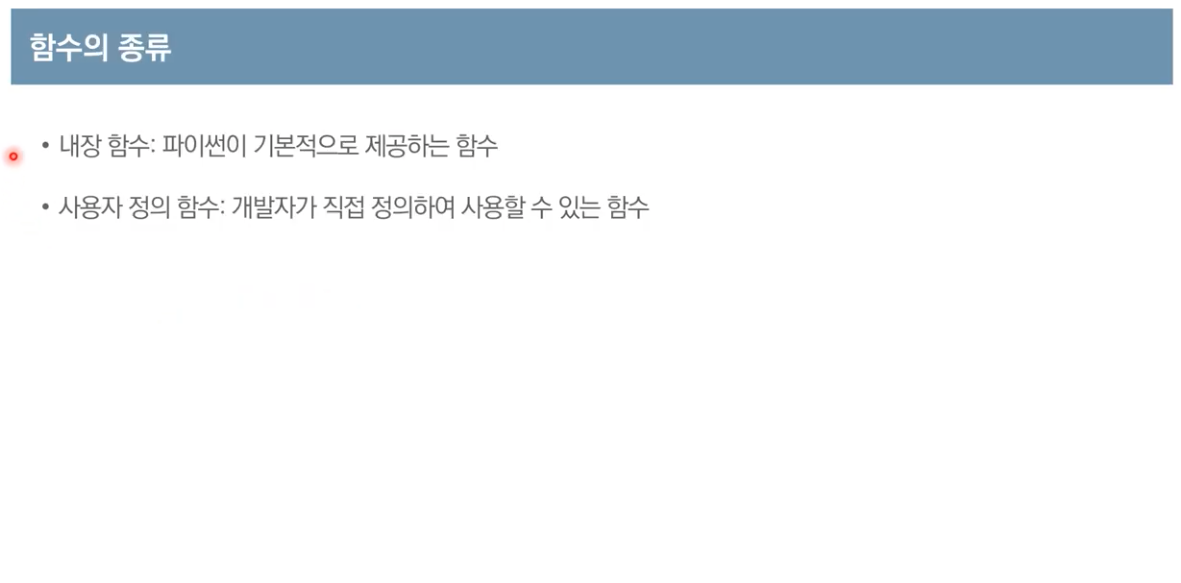 함수의 종류
• 내장 함수: 파이썬이 기본적으로 제공하는 함수
• 사용자 정의 함수: 개발자가 직접 정의하여 사용할 수 있는 함수